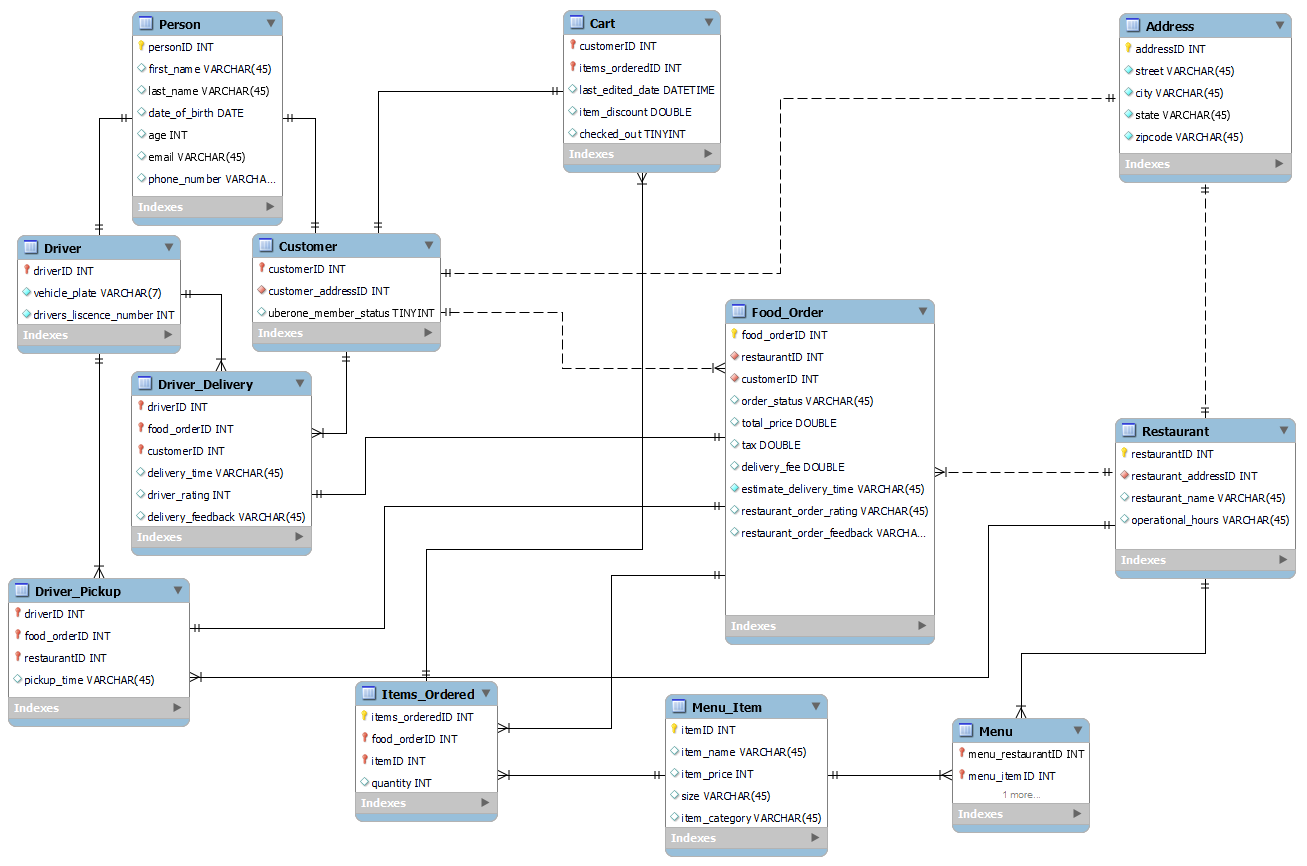 Person
personID INT
first_name VARCHAR(45)
last_name VARCHAR(45)
date_of_birth DATE
age INT
email VARCHAR(45)
phone_number VARCHA...
Indexes
Cart
customerID INT
items_orderedID INT
last_edited_date DATETIME
item_discount DOUBLE
checked_out TINYINT
Indexes
Address
addressID INT
street VARCHAR(45)
city VARCHAR(45)
state VARCHAR(45)
zipcode VARCHAR(45)
Indexes
Driver
driverID INT
vehicle_plate VARCHAR(7)
drivers_liscence_number INT
Indexes
Customer
customerID INT
customer_addressID INT
uberone_member_status TINYINT
Indexes
Food_Order
food_orderID INT
restaurantID INT
customerID INT
order_status VARCHAR(45)
total_price DOUBLE
tax DOUBLE
delivery_fee DOUBLE
estimate_delivery_time VARCHAR(45)
restaurant_order_rating VARCHAR(45)
restaurant_order_feedback VARCHA...
Indexes
Driver_Delivery
driverID INT
food_orderID INT
customerID INT
delivery_time VARCHAR(45)
driver_rating INT
delivery_feedback VARCHAR(45)
Indexes
Restaurant
restaurantID INT
restaurant_addressID INT
restaurant_name VARCHAR(45)
operational_hours VARCHAR(45)
Indexes
Driver_Pickup
driverID INT
food_orderID INT
restaurantID INT
pickup_time VARCHAR(45)
Indexes
Items_Ordered
items_orderedID INT
food_orderID INT
itemID INT
quantity INT
Indexes
Menu_Item
itemID INT
item_name VARCHAR(45)
item_price INT
size VARCHAR(45)
item_category VARCHAR(45)
Indexes
Menu
menu_restaurantID INT
menu_itemID INT
1 more...
Indexes